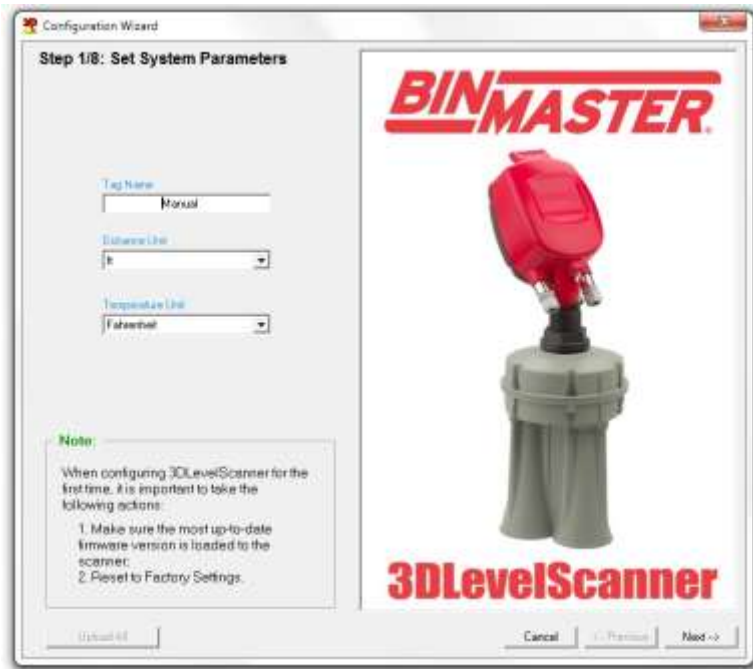 Configuration Wizard
Step 1/8: Set System Parameters
Tag Name
Manual
Distance Unit
ft
Temperature Unit
Fahrenheit
Note:
When configuring 3DLevelScanner for the
first time, it is important to take the
following actions:
1. Make sure the most up-to-date
firmware version is loaded to the
scanner.
2. Reset to Factory Settings.
BINMASTER
3DLevelScanner
Upload All
Cancel
<-- Previous
Next -->